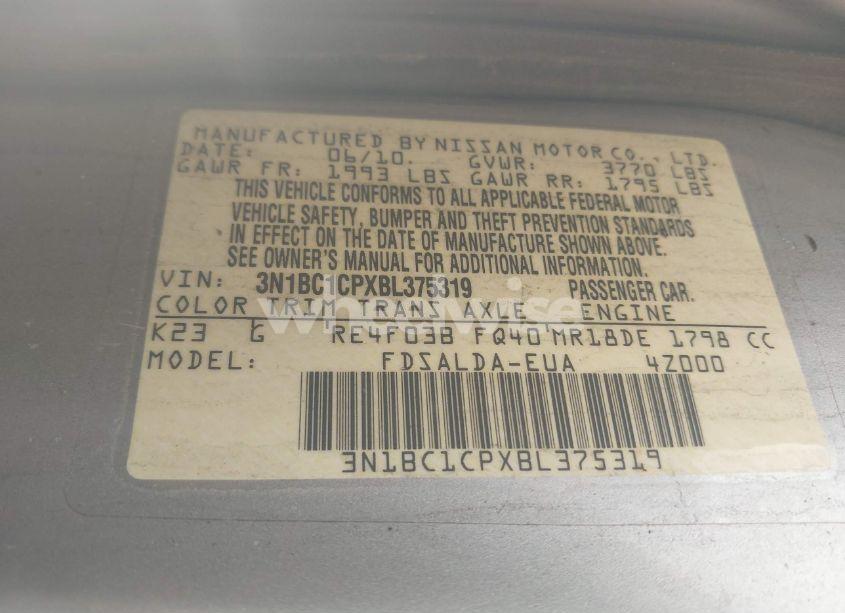 MANUFACTURED BY NISSAN MOTOR CO., LTD.
DATE: 06/10. GVWR: 3770 LBS
GAWR FR: 1993 LBS GAWR RR: 1795 LBS
THIS VEHICLE CONFORMS TO ALL APPLICABLE FEDERAL MOTOR
VEHICLE SAFETY, BUMPER AND THEFT PREVENTION STANDARDS
IN EFFECT ON THE DATE OF MANUFACTURE SHOWN ABOVE.
SEE OWNER'S MANUAL FOR ADDITIONAL INFORMATION.
VIN: 3N1BC1CPXBL375319 PASSENGER CAR.
COLOR TRIM TRANS AXLE ENGINE
K23 G RE4F03B FQ40 MR18DE 1798 CC
MODEL: FDSALDA-EUA 4Z000
3N1BC1CPXBL375319
wheelwise